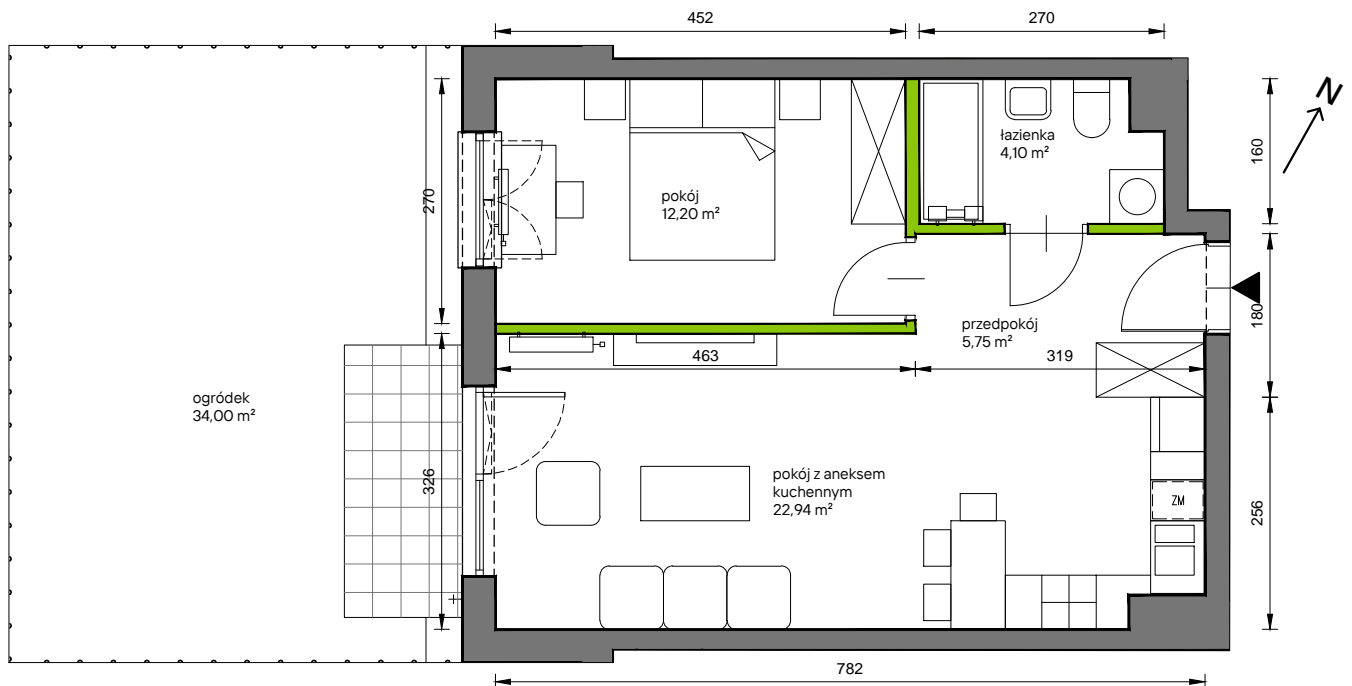 452
270
N
łazienka
4,10 m²
160
270
pokój
12,20 m²
przedpokój
5,75 m²
180
463
319
ogródek
34,00 m²
326
pokój z aneksem
kuchennym
22,94 m²
ZM
256
782